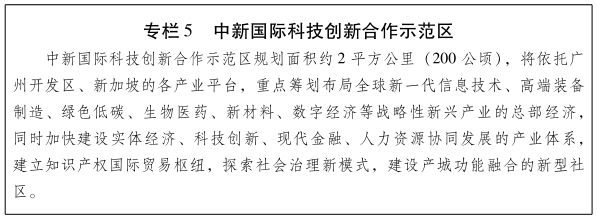 专栏5　中新国际科技创新合作示范区
中新国际科技创新合作示范区规划面积约2平方公里（200公顷），将依托广
州开发区、新加坡的各产业平台，重点筹划布局全球新一代信息技术、高端装备
制造、绿色低碳、生物医药、新材料、数字经济等战略性新兴产业的总部经济，
同时加快建设实体经济、科技创新、现代金融、人力资源协同发展的产业体系，
建立知识产权国际贸易枢纽，探索社会治理新模式，建设产城功能融合的新型社
区。